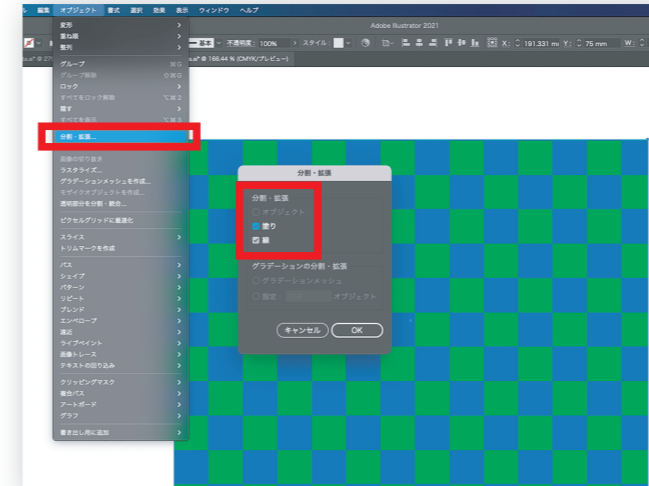 編集 オブジェクト 書式 選択 効果 表示 ウィンドウ ヘルプ
Adobe Illustrator 2021
基本 不透明度: 100% スタイル X: 191.331 mm Y: 75 mm W:
@ 166.44 % (CMYK/プレビュー)
変形
重ね順
整列
グループ ⌘G
グループ解除 ⇧⌘G
ロック
すべてをロック解除 ⌥⌘2
隠す
すべてを表示 ⌥⌘3
分割・拡張...
画像の切り抜き
ラスタライズ...
グラデーションメッシュを作成...
モザイクオブジェクトを作成...
透明部分を分割・統合...
ピクセルグリッドに最適化
スライス
トリムマークを作成
パス
シェイプ
パターン
リピート
ブレンド
エンベロープ
遠近
ライブペイント
画像トレース
テキストの回り込み
クリッピングマスク
複合パス
アートボード
グラフ
書き出し用に追加
分割・拡張
分割・拡張
オブジェクト
塗り
線
グラデーションの分割・拡張
グラデーションメッシュ
指定: オブジェクト
キャンセル OK